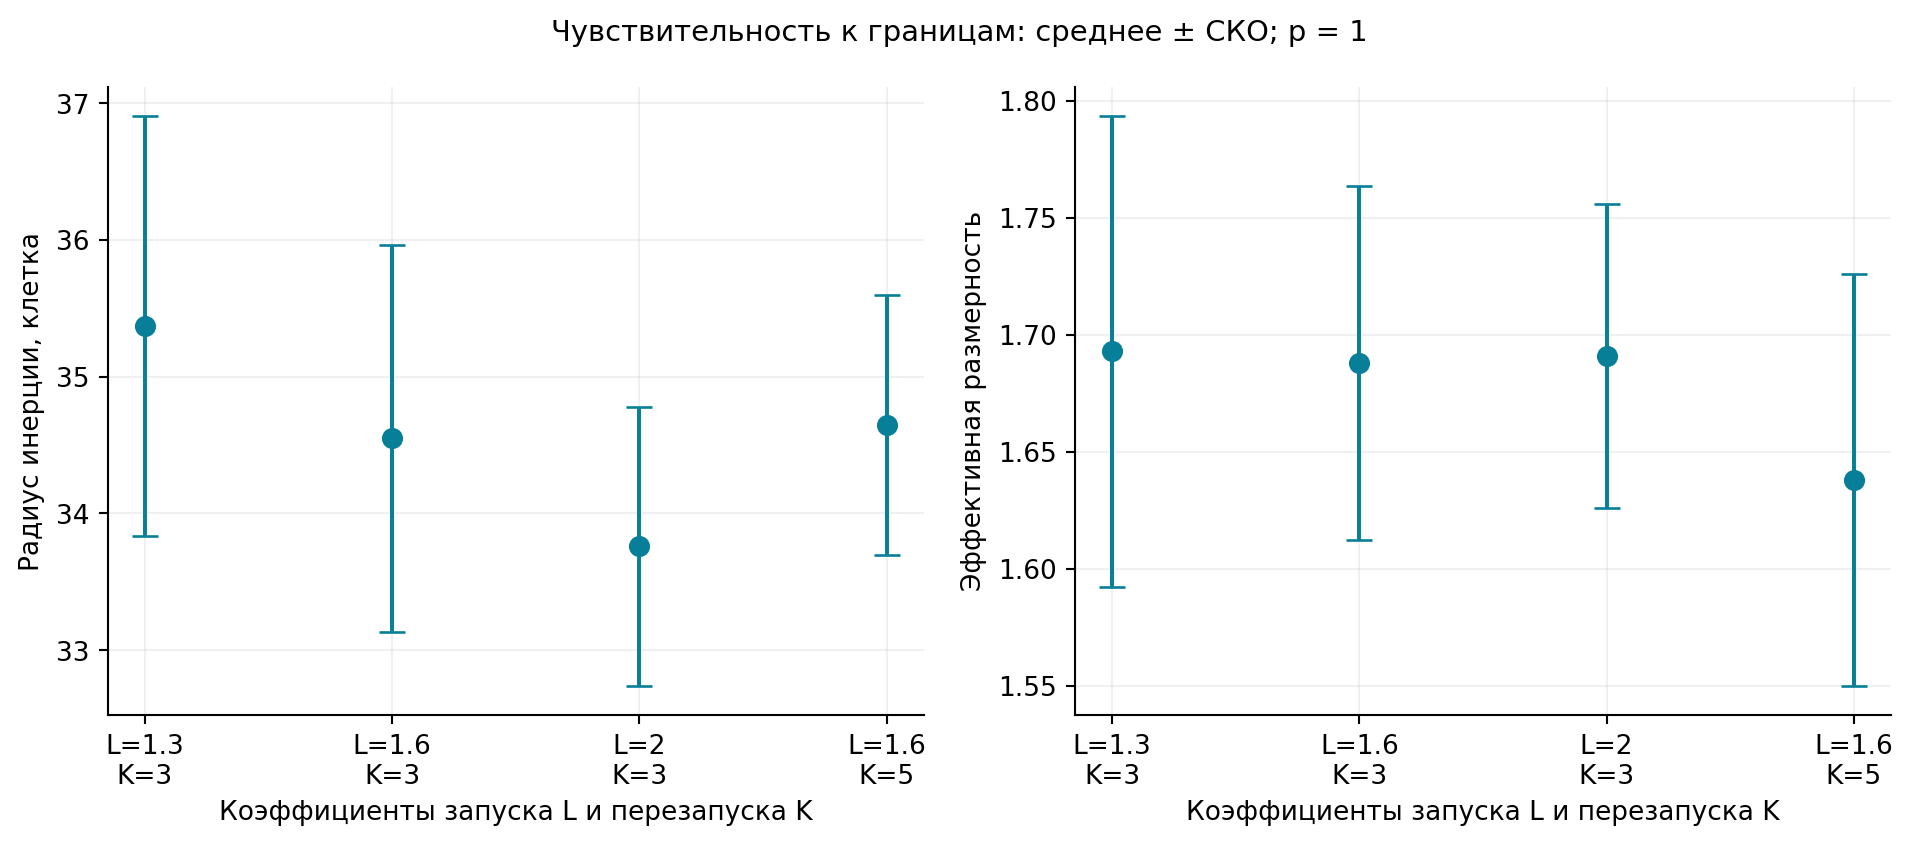 Чувствительность к границам: среднее ± СКО; p = 1
Радиус инерции, клетка
37
36
35
34
33
L=1.3
K=3
L=1.6
K=3
L=2
K=3
L=1.6
K=5
Коэффициенты запуска L и перезапуска K
Эффективная размерность
1.80
1.75
1.70
1.65
1.60
1.55
L=1.3
K=3
L=1.6
K=3
L=2
K=3
L=1.6
K=5
Коэффициенты запуска L и перезапуска K